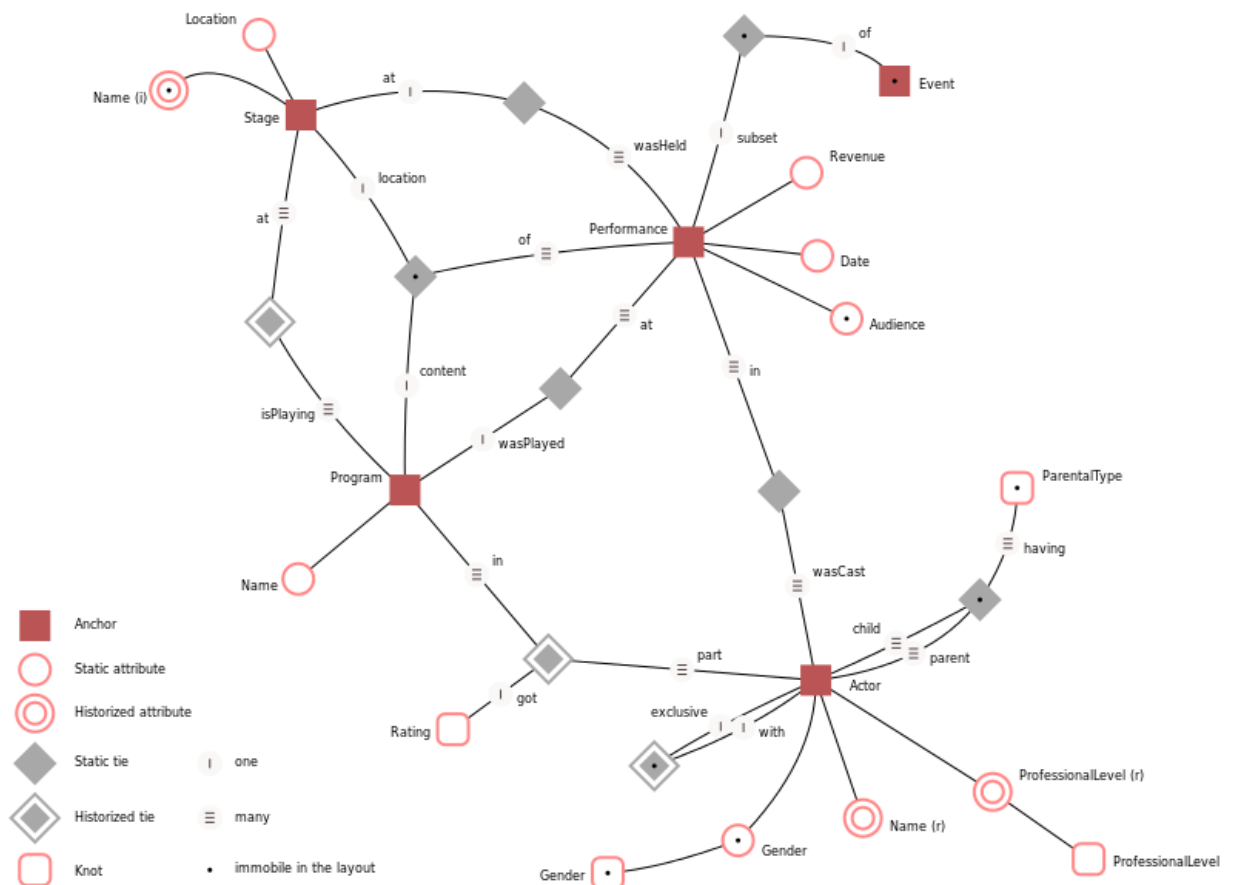 Location
of
at
Name (i)
Event
Stage
wasHeld
subset
Revenue
location
at
Performance
of
Date
at
Audience
content
in
isPlaying
wasPlayed
Program
ParentalType
having
in
wasCast
Name
Anchor
child
part
parent
Static attribute
Actor
got
exclusive
Historized attribute
with
Rating
Static tie
one
ProfessionalLevel (r)
Historized tie
many
Name (r)
Gender
ProfessionalLevel
Knot
immobile in the layout
Gender